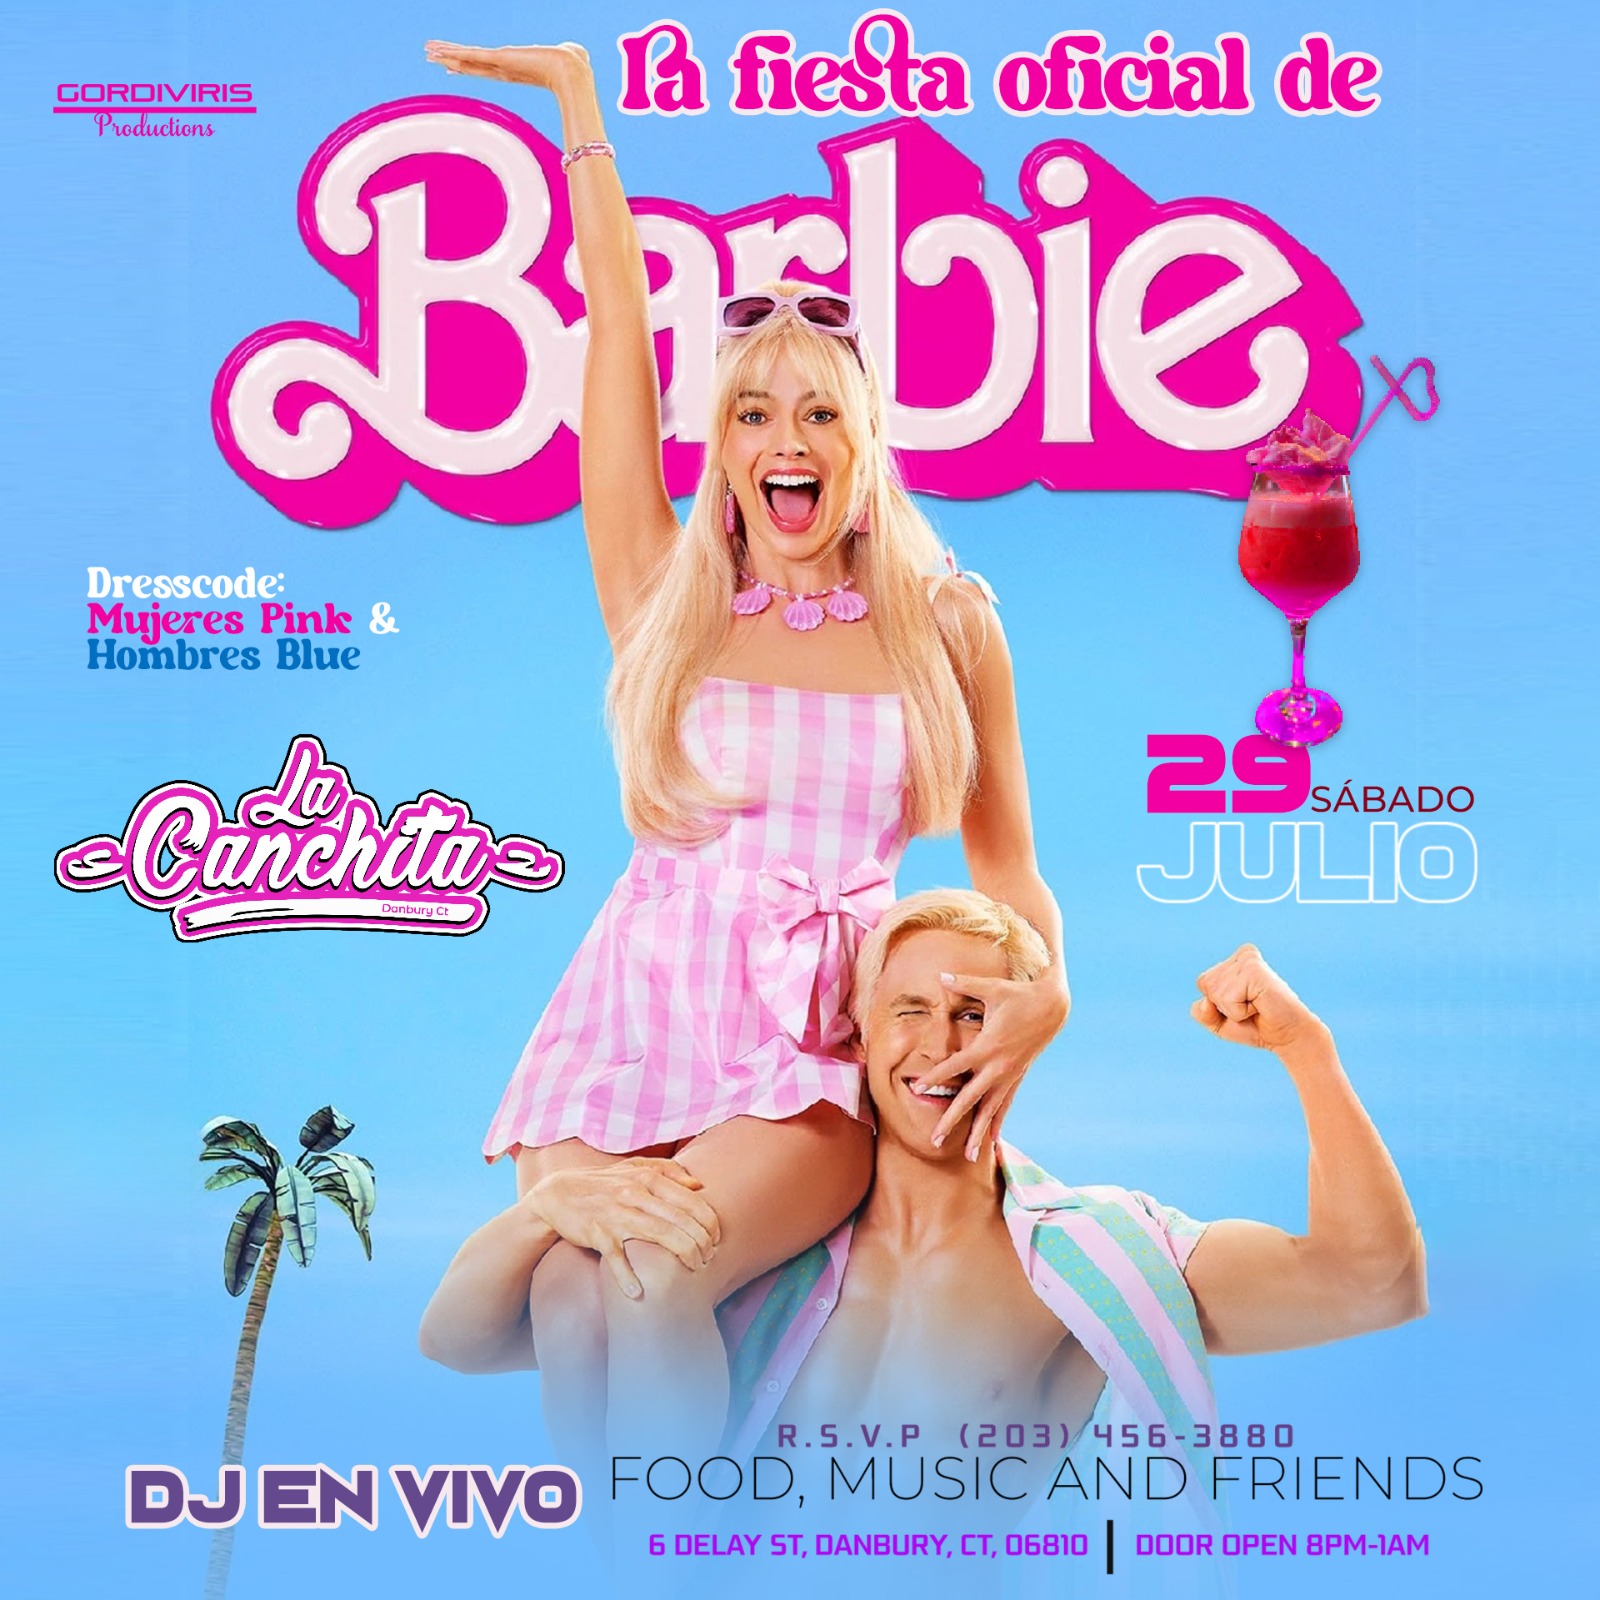 la fiesta oficial de
GORDIVIRIS
Productions
Barbie
Dresscode:
Mujeres Pink &
Hombres Blue
La
Canchita
Danbury Ct
29 SÁBADO
JULIO
R.S.V.P (203) 456-3880
DJ EN VIVO
FOOD, MUSIC AND FRIENDS
6 DELAY ST, DANBURY, CT, 06810 | DOOR OPEN 8PM-1AM